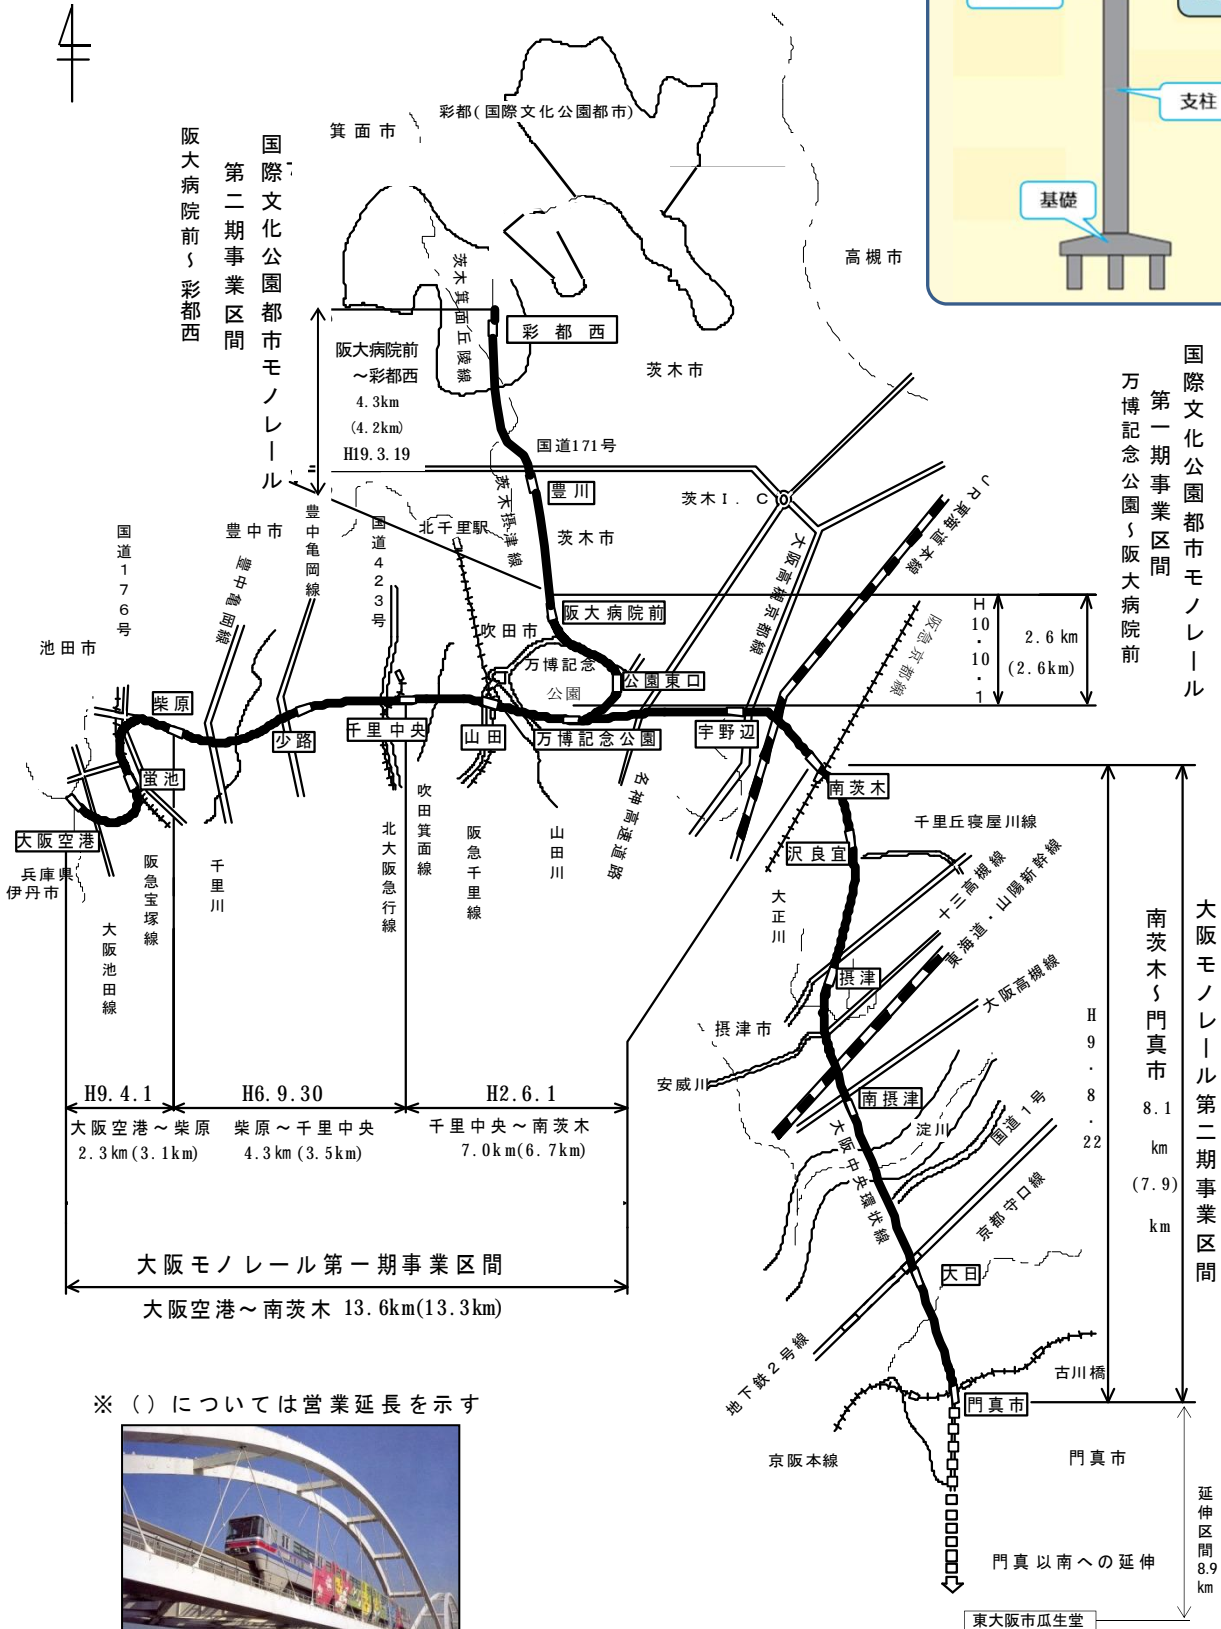 支柱
基礎
彩都(国際文化公園都市)
箕面市
高槻市
国際文化公園都市モノレール
第二期事業区間
阪大病院前～彩都西
茨木箕面丘陵線
彩都西
阪大病院前
～彩都西
4.3km
(4.2km)
H19.3.19
茨木市
国道171号
国際文化公園都市モノレール
第一期事業区間
万博記念公園～阪大病院前
豊川
茨木I.C
JR東海道本線
茨木摂津線
茨木市
北千里駅
国道423号
豊中亀岡線
豊中市
豊中亀岡線
国道176号
池田市
大阪高槻京都線
阪急京都線
阪大病院前
H10.10.1
2.6km
(2.6km)
吹田市
万博記念
公園
公園東口
柴原
少路
千里中央
山田
万博記念公園
宇野辺
南茨木
蛍池
大阪空港
兵庫県
伊丹市
大阪池田線
阪急宝塚線
千里川
北大阪急行線
吹田箕面線
阪急千里線
山田川
名神高速道路
沢良宜
千里丘寝屋川線
十三高槻線
東海道・山陽新幹線
大正川
摂津
大阪高槻線
摂津市
安威川
南摂津
淀川
国道1号
大阪中央環状線
京都守口線
大日
地下鉄2号線
古川橋
門真市
京阪本線
門真市
H9.8.22
南茨木～門真市 8.1km (7.9)km
大阪モノレール第二期事業区間
H9.4.1
大阪空港～柴原
2.3km(3.1km)
H6.9.30
柴原～千里中央
4.3km(3.5km)
H2.6.1
千里中央～南茨木
7.0km(6.7km)
大阪モノレール第一期事業区間
大阪空港～南茨木 13.6km(13.3km)
※（）については営業延長を示す
延伸区間8.9km
門真以南への延伸
東大阪市瓜生堂